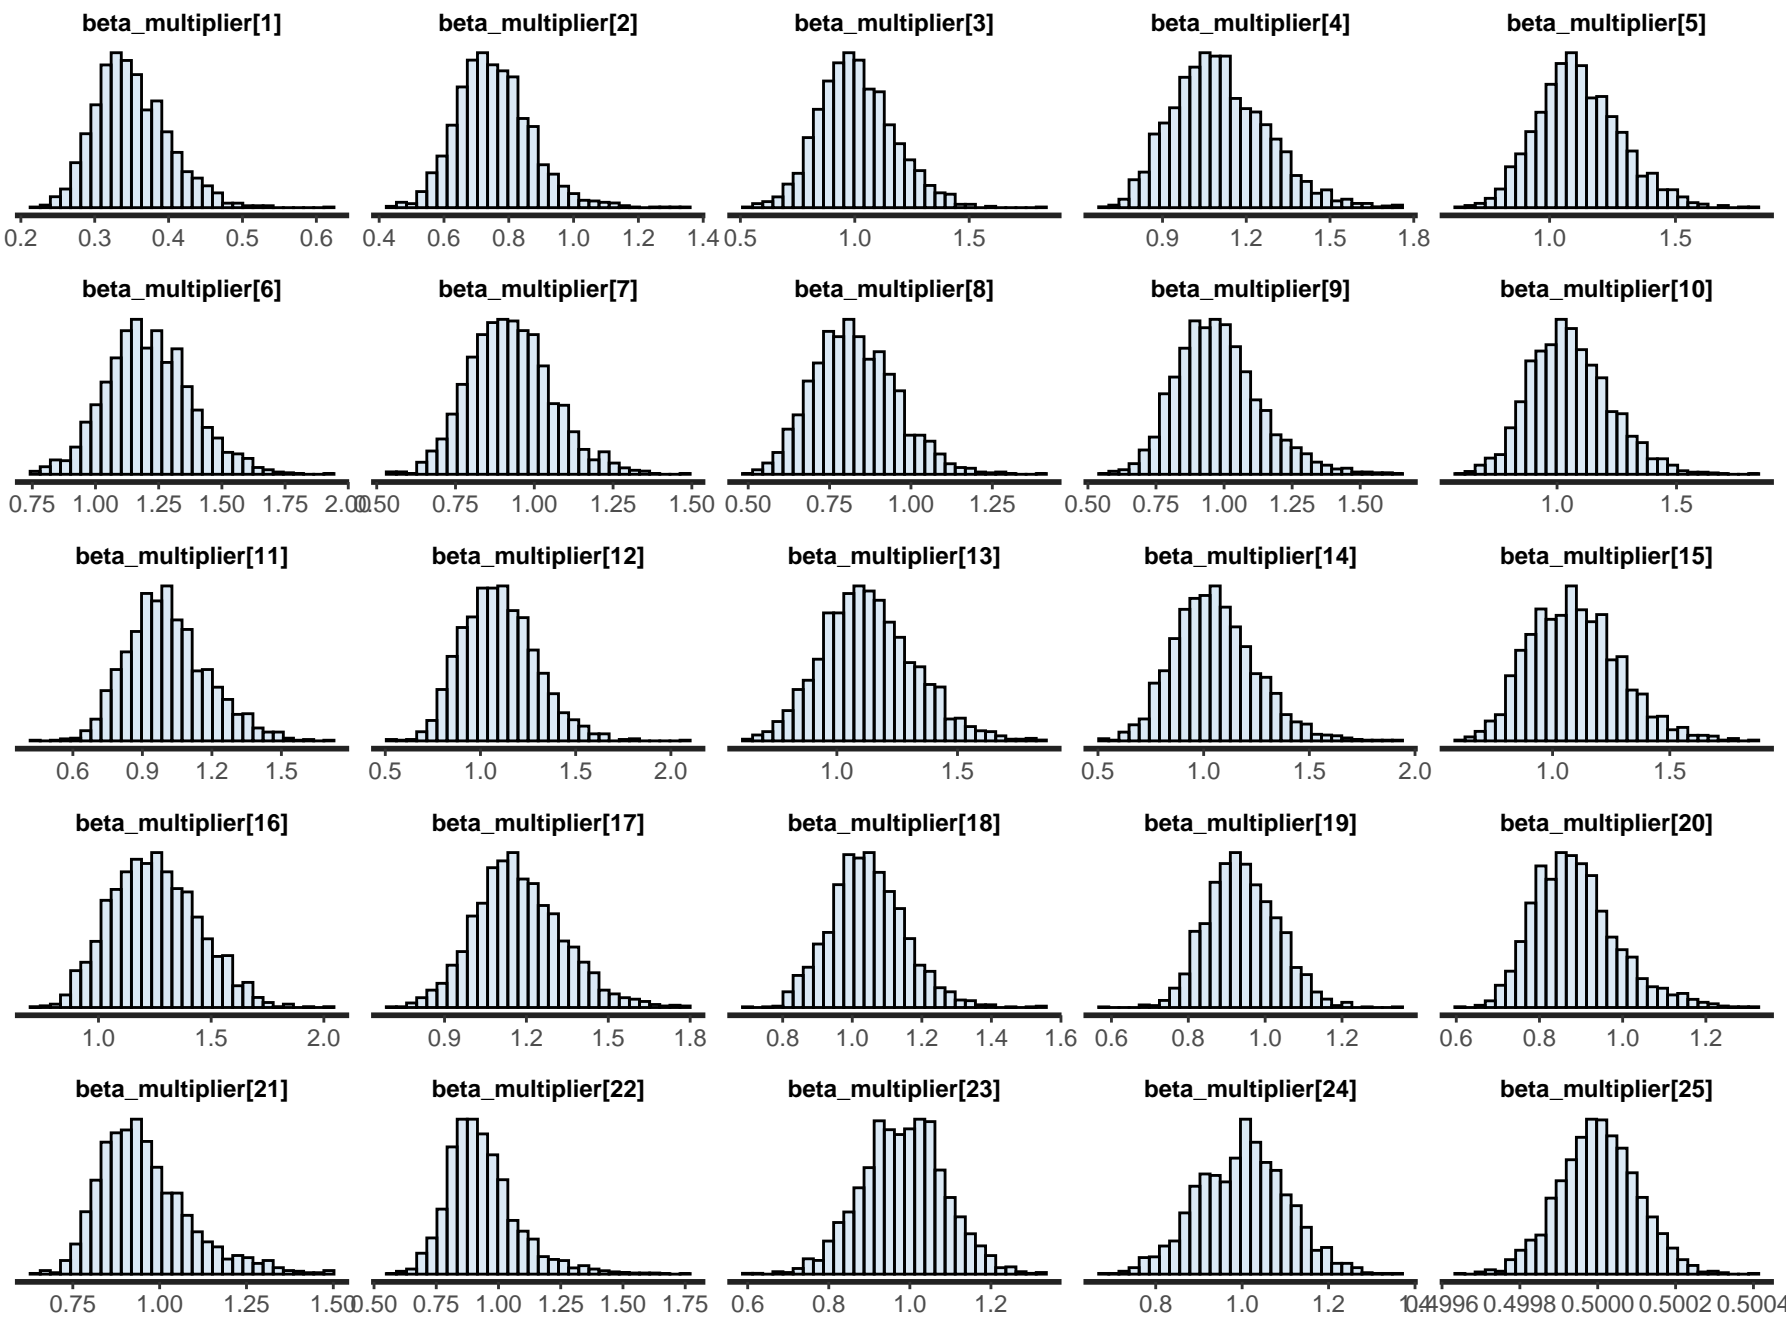 beta_multiplier[1] beta_multiplier[2] beta_multiplier[3] beta_multiplier[4] beta_multiplier[5]
0.2 0.3 0.4 0.5 0.6 0.4 0.6 0.8 1.0 1.2 1.4 0.5 1.0 1.5 0.9 1.2 1.5 1.8 1.0 1.5
beta_multiplier[6] beta_multiplier[7] beta_multiplier[8] beta_multiplier[9] beta_multiplier[10]
0.75 1.00 1.25 1.75 2.00 0.50 0.75 1.00 1.25 1.50 0.50 0.75 1.00 1.25 0.50 0.75 1.00 1.25 1.50 1.0 1.5
beta_multiplier[11] beta_multiplier[12] beta_multiplier[13] beta_multiplier[14] beta_multiplier[15]
0.6 0.9 1.2 1.5 0.5 1.0 1.5 2.0 1.0 1.5 0.5 1.0 1.5 2.0 1.0 1.5
beta_multiplier[16] beta_multiplier[17] beta_multiplier[18] beta_multiplier[19] beta_multiplier[20]
1.0 1.5 2.0 0.9 1.2 1.5 1.8 0.8 1.0 1.2 1.4 1.6 0.6 0.8 1.0 1.2 0.6 0.8 1.0 1.2
beta_multiplier[21] beta_multiplier[22] beta_multiplier[23] beta_multiplier[24] beta_multiplier[25]
0.75 1.00 1.25 1.50 0.50 0.75 1.00 1.25 1.50 1.75 0.6 0.8 1.0 1.2 0.8 1.0 1.2 1.4 0.4996 0.4998 0.5000 0.5002 0.5004